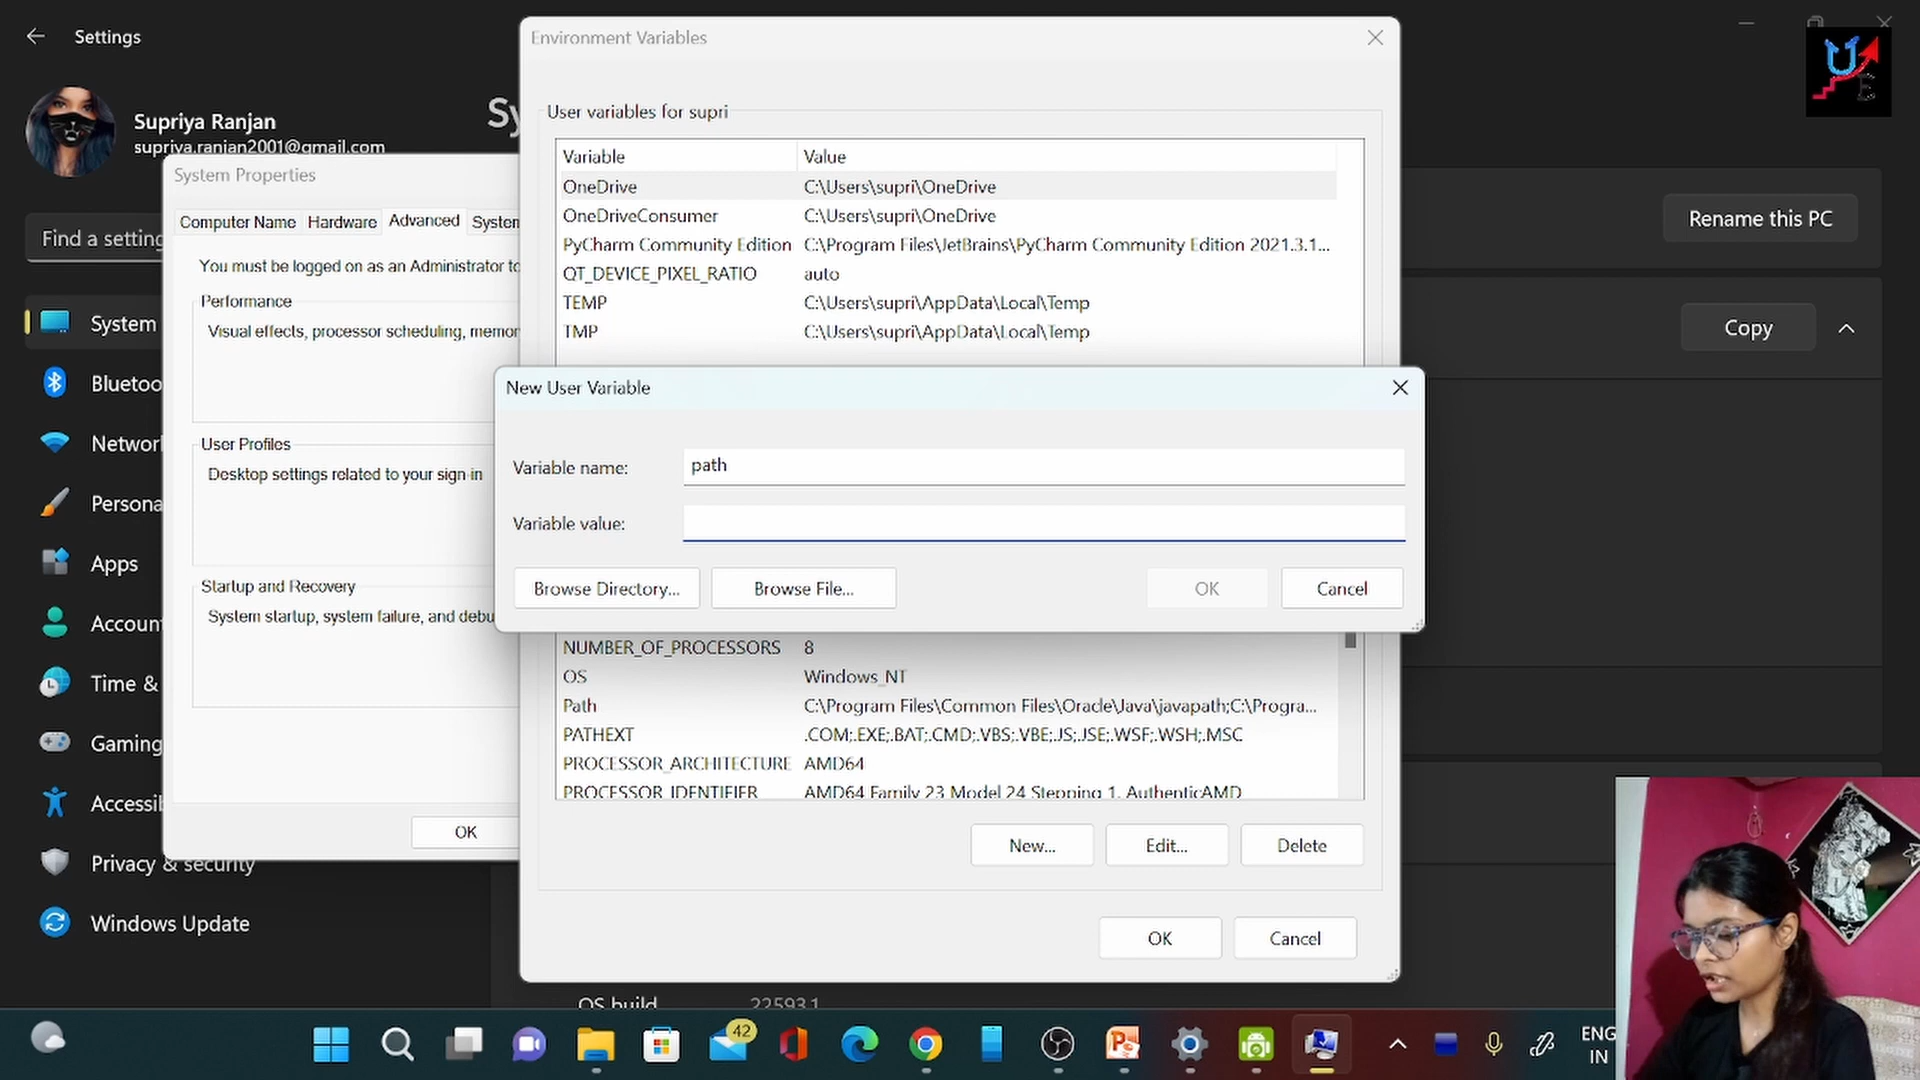 Settings
Environment Variables
Supriya Ranjan
supriya.ranjan2001@gmail.com
Sy
User variables for supri
Variable Value
OneDrive C:\Users\supri\OneDrive
OneDriveConsumer C:\Users\supri\OneDrive
PyCharm Community Edition C:\Program Files\JetBrains\PyCharm Community Edition 2021.3.1...
QT_DEVICE_PIXEL_RATIO auto
TEMP C:\Users\supri\AppData\Local\Temp
TMP C:\Users\supri\AppData\Local\Temp
System Properties
Computer Name Hardware Advanced System
Find a setting
You must be logged on as an Administrator to
Performance
Visual effects, processor scheduling, memor
User Profiles
Desktop settings related to your sign-in
Startup and Recovery
System startup, system failure, and debu
OK
Rename this PC
Copy
System
Bluetoo
Network
Persona
Apps
Account
Time &
Gaming
Accessib
Privacy & security
Windows Update
New User Variable
Variable name: path
Variable value:
Browse Directory... Browse File... OK Cancel
NUMBER_OF_PROCESSORS 8
OS Windows_NT
Path C:\Program Files\Common Files\Oracle\Java\javapath;C:\Progra...
PATHEXT .COM;.EXE;.BAT;.CMD;.VBS;.VBE;.JS;.JSE;.WSF;.WSH;.MSC
PROCESSOR_ARCHITECTURE AMD64
PROCESSOR_IDENTIFIER AMD64 Family 23 Model 24 Stepping 1, AuthenticAMD
New... Edit... Delete
OK Cancel
OS build 22593.1
42
ENG
IN
U
E